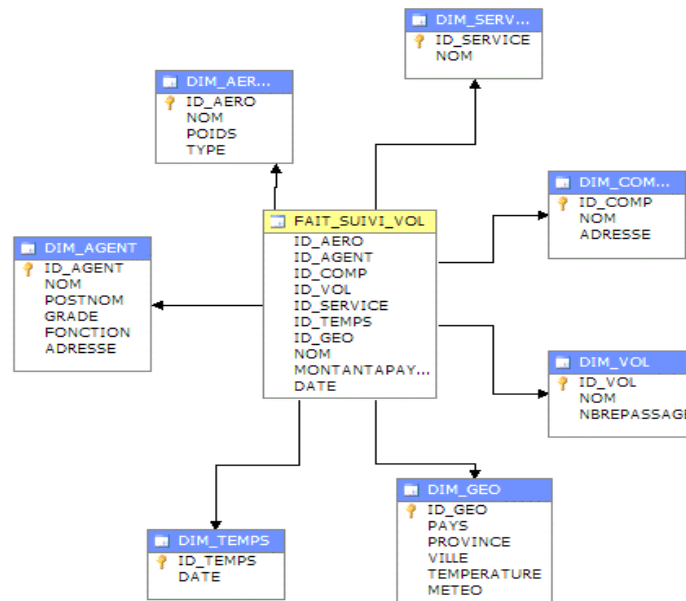 DIM_SERV...
ID_SERVICE
NOM
DIM_AER...
ID_AERO
NOM
POIDS
TYPE
DIM_COM...
ID_COMP
NOM
ADRESSE
FAIT_SUIVI_VOL
ID_AERO
ID_AGENT
ID_COMP
ID_VOL
ID_SERVICE
ID_TEMPS
ID_GEO
NOM
MONTANTAPAY...
DATE
DIM_AGENT
ID_AGENT
NOM
POSTNOM
GRADE
FONCTION
ADRESSE
DIM_VOL
ID_VOL
NOM
NBREPASSAGE
DIM_GEO
ID_GEO
PAYS
PROVINCE
VILLE
TEMPERATURE
METEO
DIM_TEMPS
ID_TEMPS
DATE